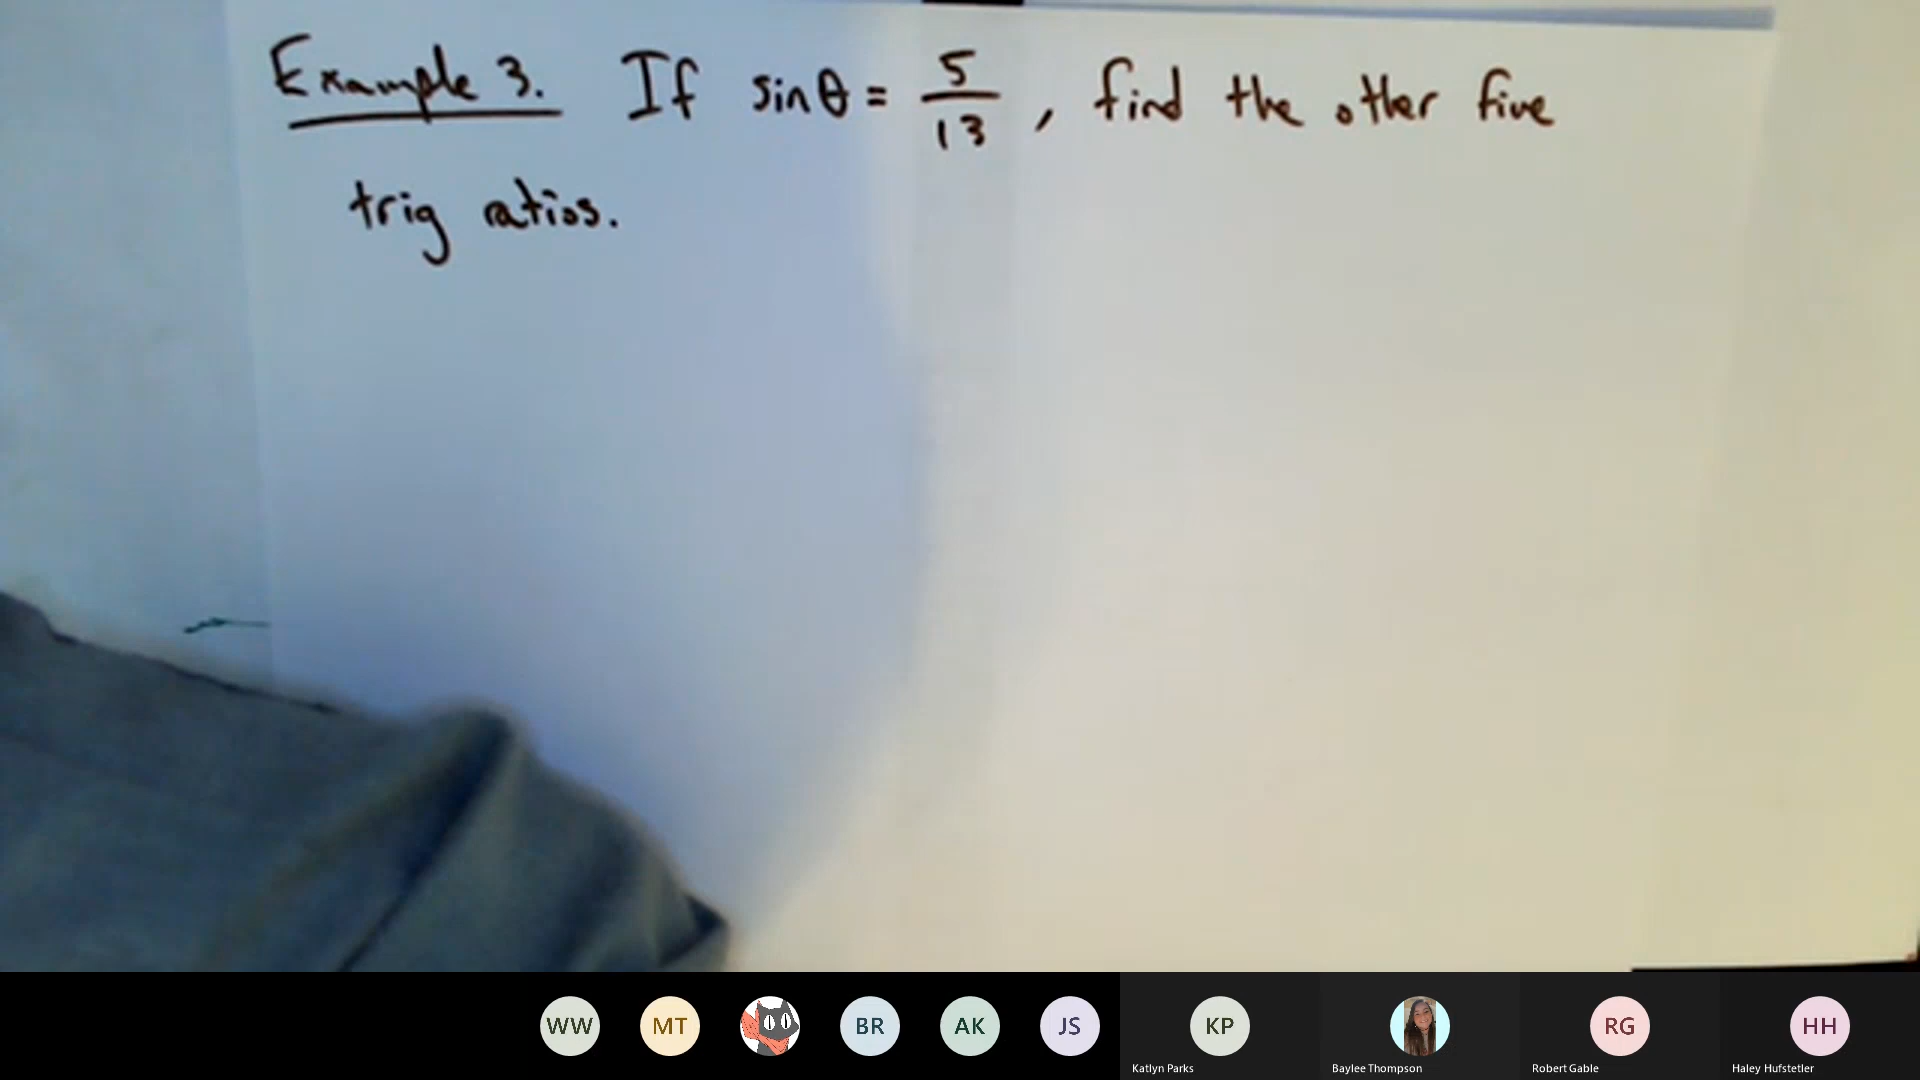 Example 3. If sinθ = 5/13, find the other five
trig ratios.
WW MT BR AK JS KP RG HH
Katlyn Parks Baylee Thompson Robert Gable Haley Hufstetler